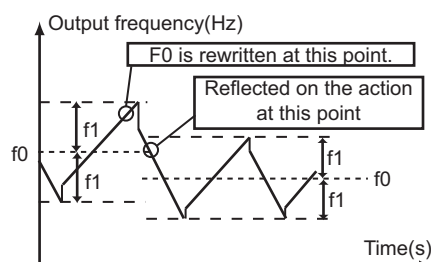 Output frequency(Hz)
F0 is rewritten at this point.
Reflected on the action
at this point
f1
f0
f1
f1
f0
f1
Time(s)